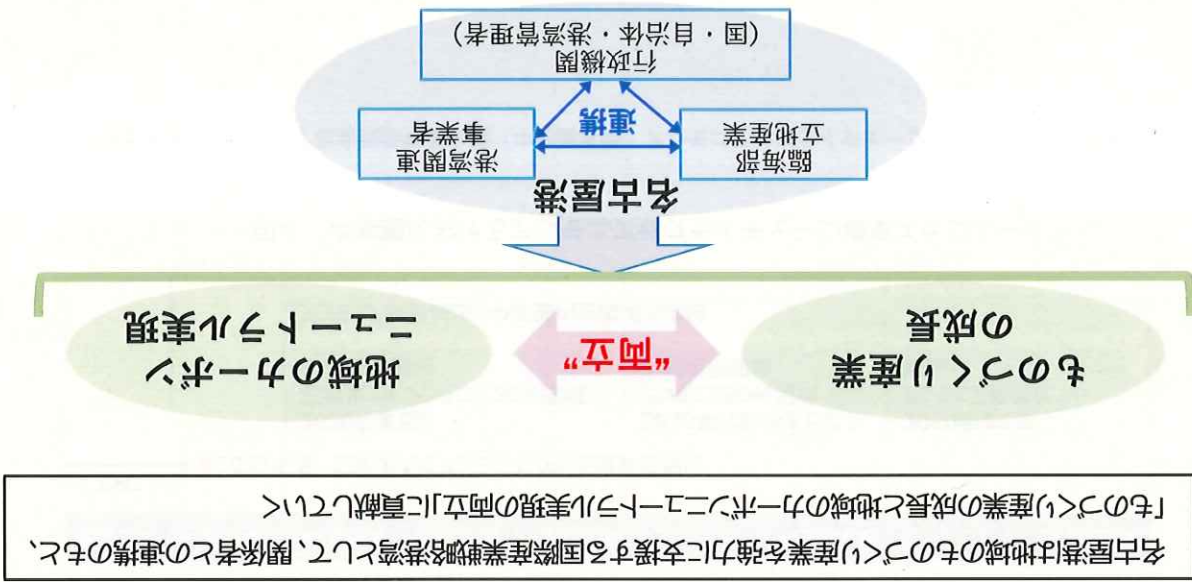 名古屋港は地域のものづくり産業を強力に支援する国際産業戦略港湾として、関係者との連携のもと、
「ものづくり産業の成長と地域のカーボンニュートラル実現の両立」に貢献していく
ものづくり産業
の成長
“両立”
地域のカーボン
ニュートラル実現
名古屋港
臨海部
立地産業
連携
港湾関連
事業者
行政機関
(国・自治体・港湾管理者)